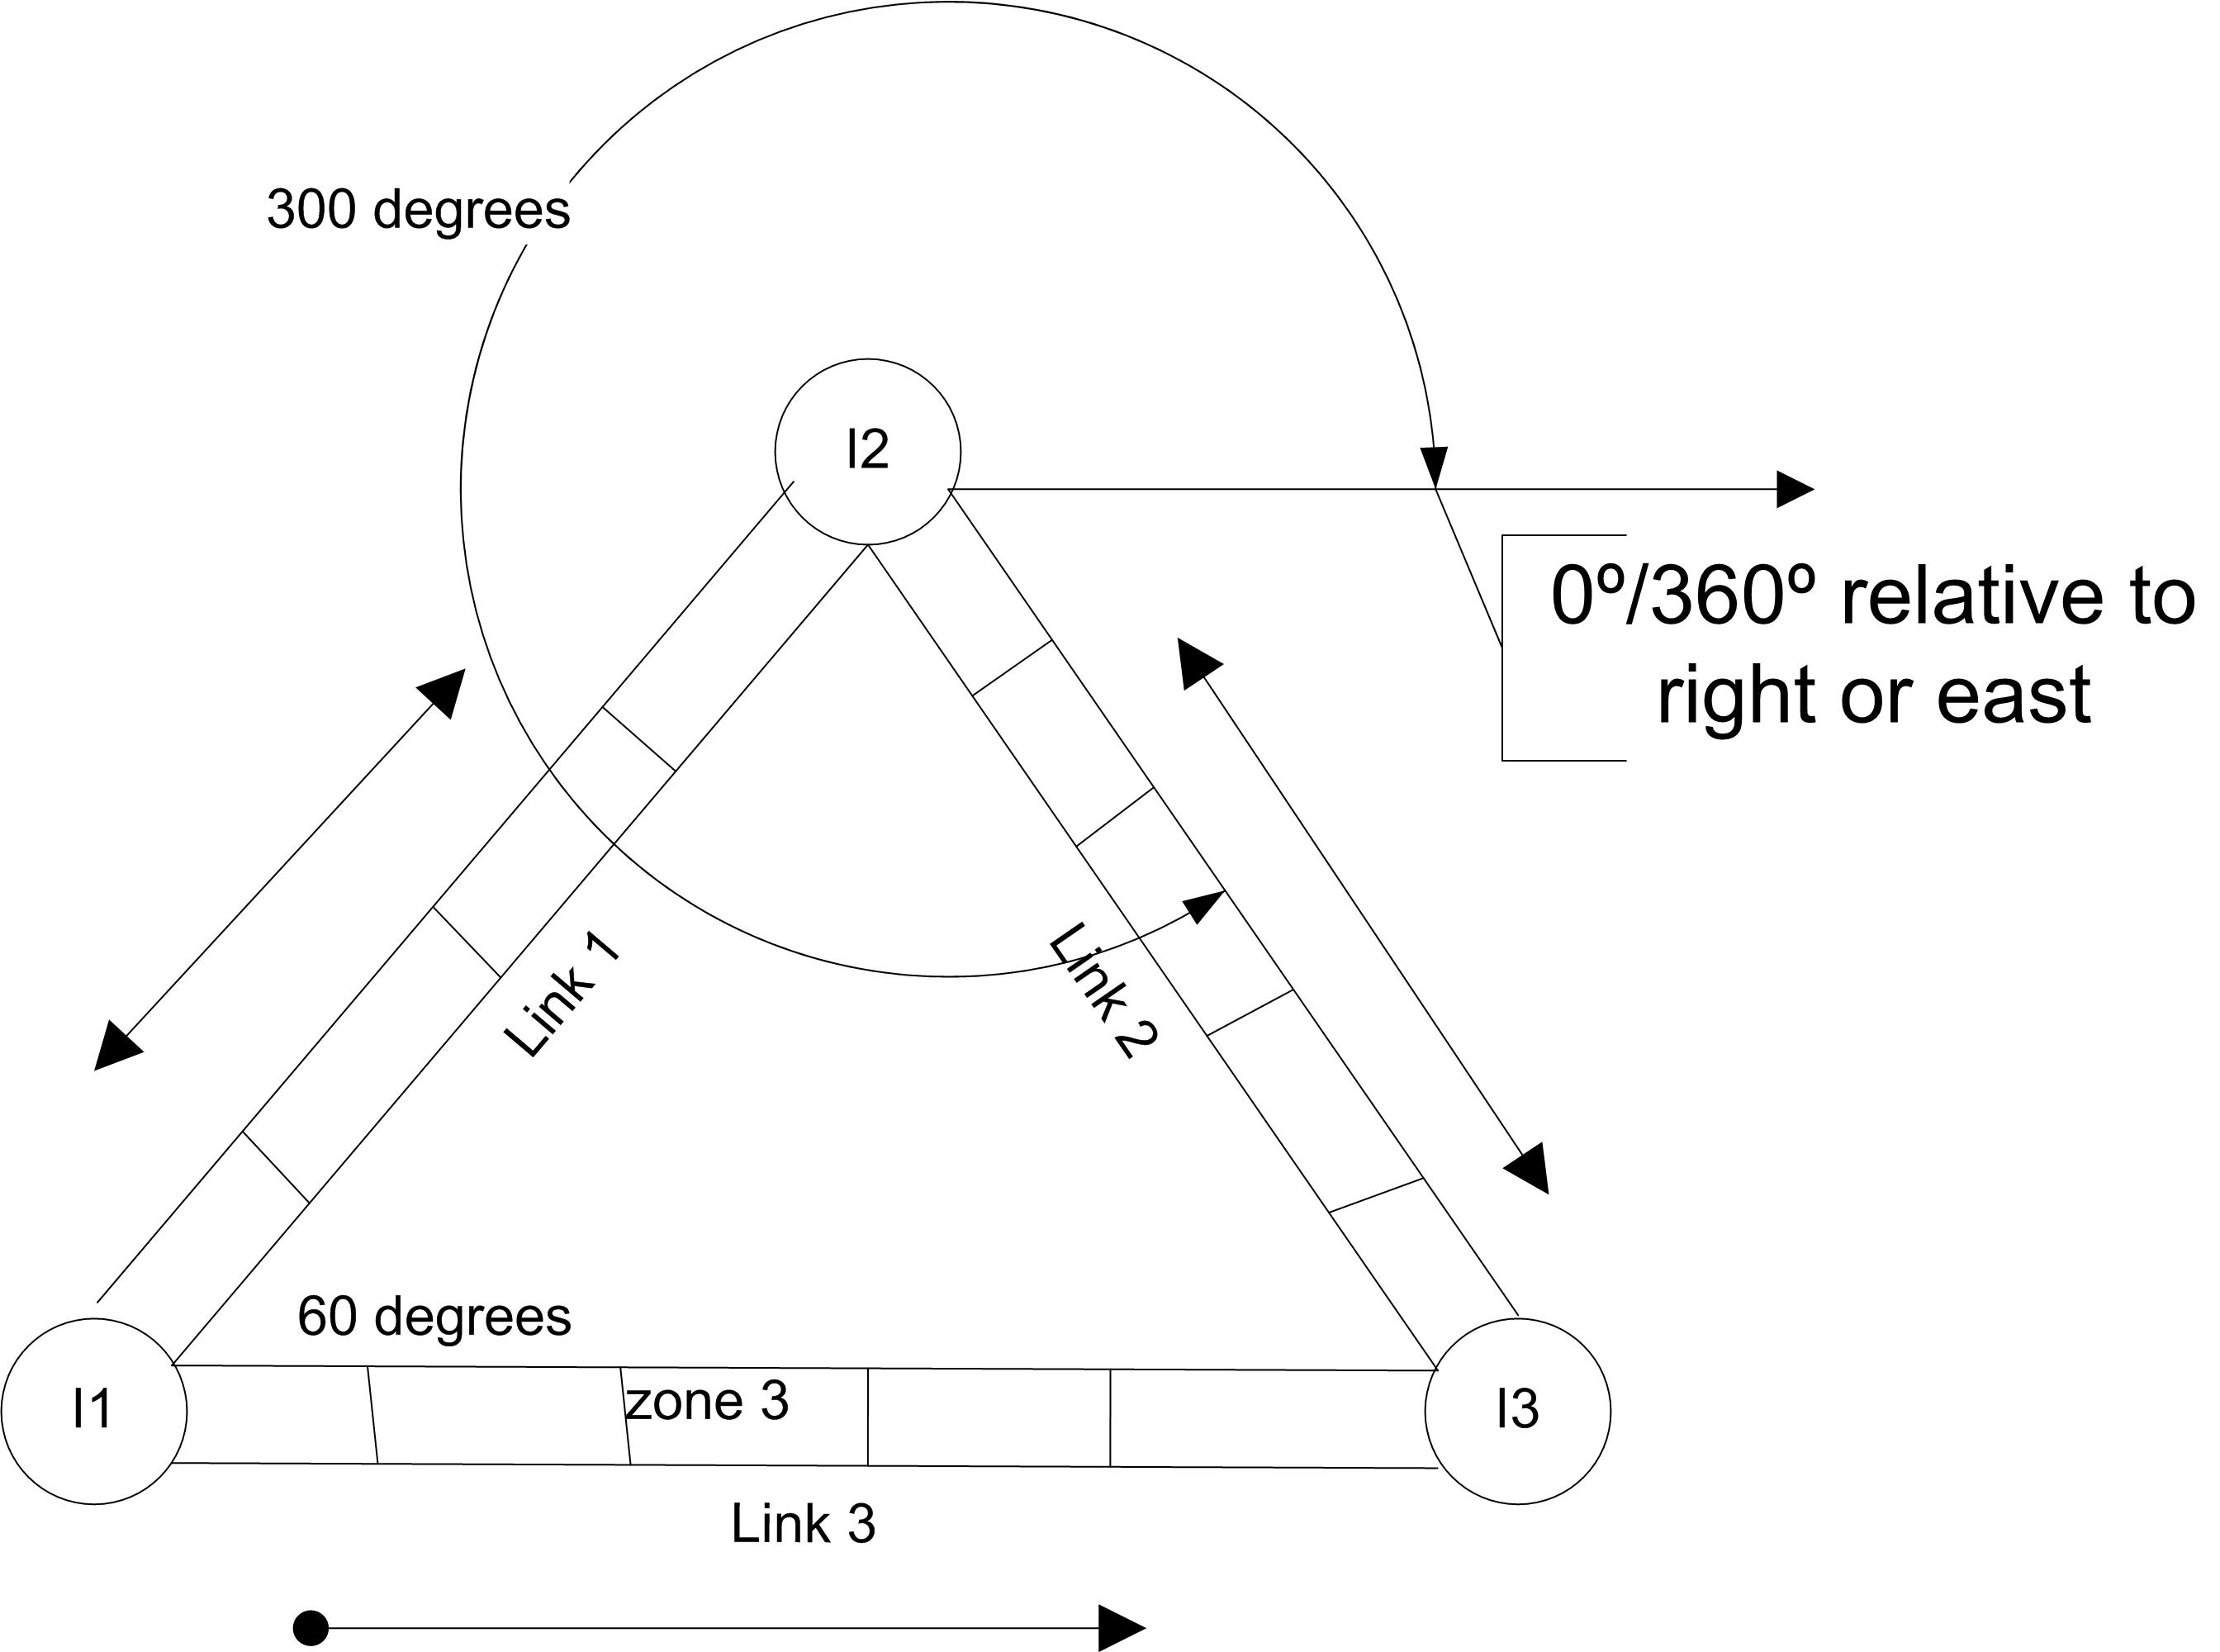 300 degrees
I2
0º/360º relative to
right or east
Link 1
Link 2
60 degrees
I1
zone 3
I3
Link 3